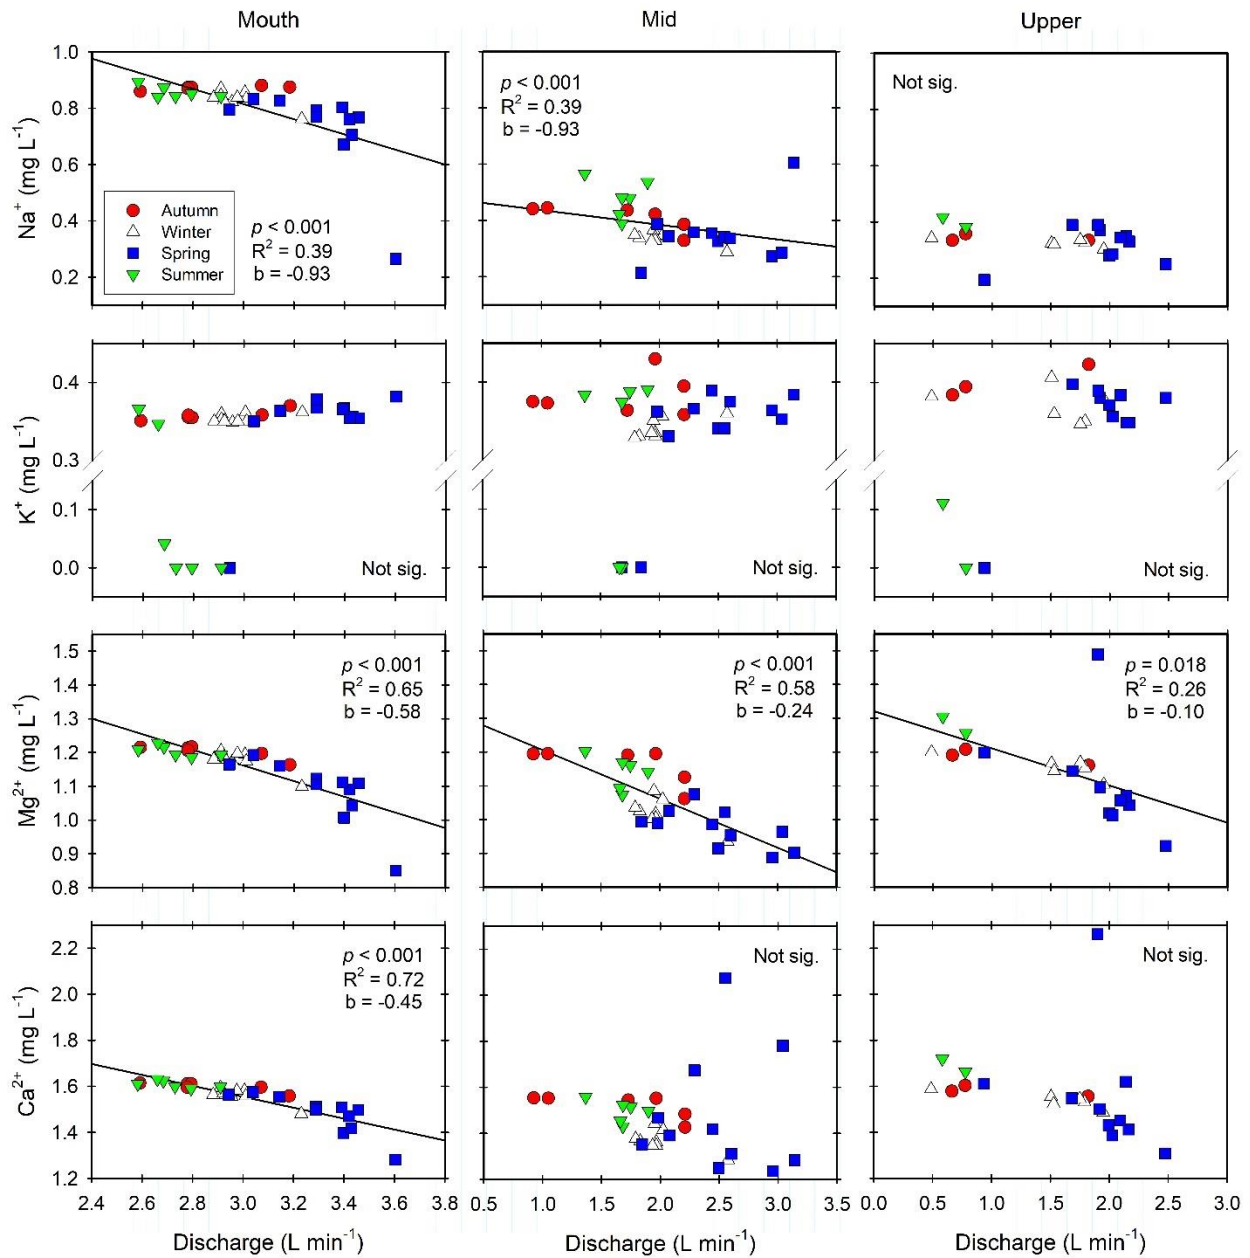 Mouth
Mid
Upper
Na⁺ (mg L⁻¹)
1.0
0.8
0.6
0.4
0.2
Autumn
Winter
Spring
Summer
p < 0.001
R² = 0.39
b = -0.93
p < 0.001
R² = 0.39
b = -0.93
Not sig.
K⁺ (mg L⁻¹)
0.4
0.3
0.1
0.0
Not sig.
Not sig.
Not sig.
Mg²⁺ (mg L⁻¹)
1.5
1.4
1.3
1.2
1.1
1.0
0.9
0.8
p < 0.001
R² = 0.65
b = -0.58
p < 0.001
R² = 0.58
b = -0.24
p = 0.018
R² = 0.26
b = -0.10
Ca²⁺ (mg L⁻¹)
2.2
2.0
1.8
1.6
1.4
1.2
p < 0.001
R² = 0.72
b = -0.45
Not sig.
Not sig.
2.4 2.6 2.8 3.0 3.2 3.4 3.6 3.8
0.5 1.0 1.5 2.0 2.5 3.0 3.5
0.0 0.5 1.0 1.5 2.0 2.5 3.0
Discharge (L min⁻¹)
Discharge (L min⁻¹)
Discharge (L min⁻¹)